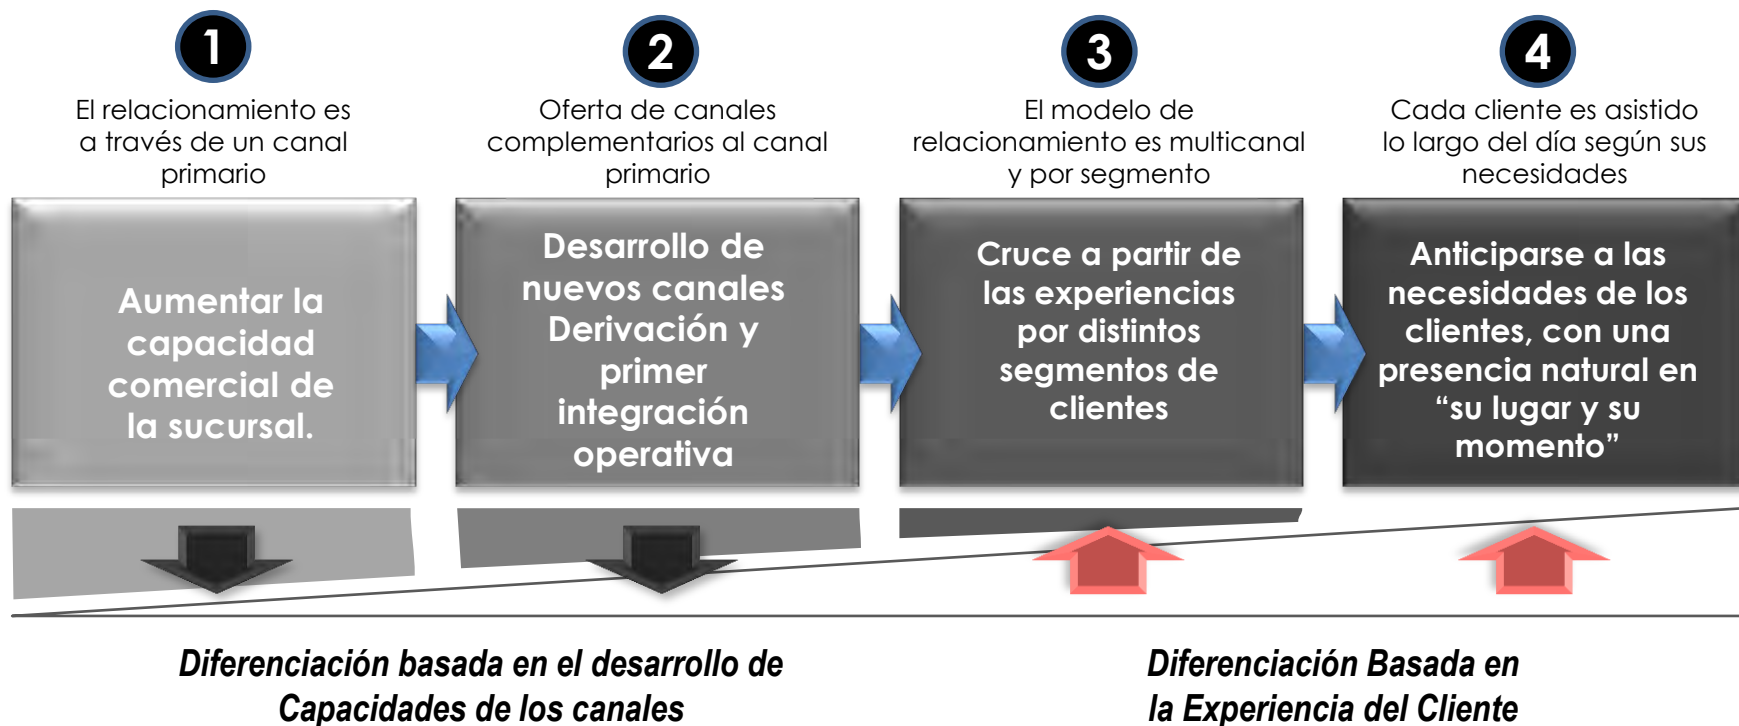 1
El relacionamiento es
a través de un canal
primario
Aumentar la
capacidad
comercial de
la sucursal.
2
Oferta de canales
complementarios al canal
primario
Desarrollo de
nuevos canales
Derivación y
primer
integración
operativa
3
El modelo de
relacionamiento es multicanal
y por segmento
Cruce a partir de
las experiencias
por distintos
segmentos de
clientes
4
Cada cliente es asistido
lo largo del día según sus
necesidades
Anticiparse a las
necesidades de los
clientes, con una
presencia natural en
“su lugar y su
momento”
Diferenciación basada en el desarrollo de
Capacidades de los canales
Diferenciación Basada en
la Experiencia del Cliente